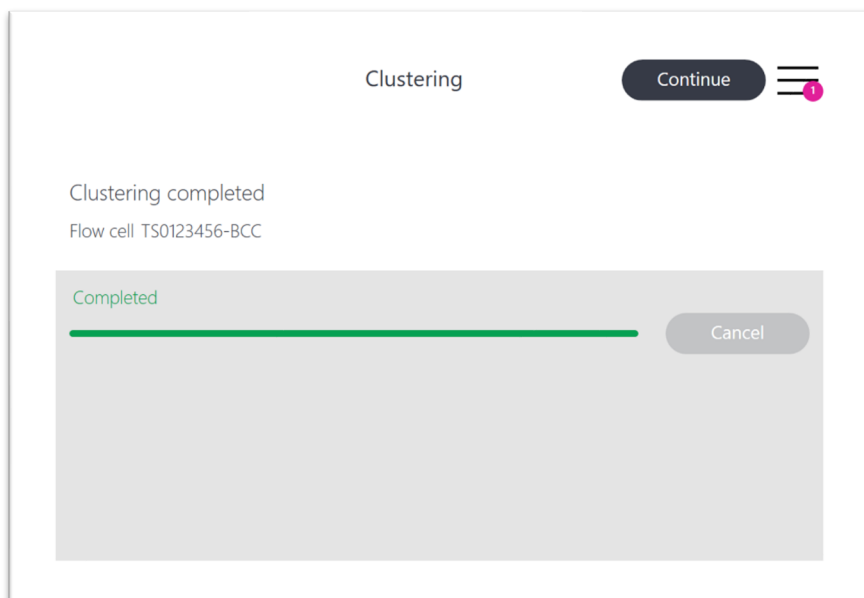 Clustering
Continue
1
Clustering completed
Flow cell TS0123456-BCC
Completed
Cancel